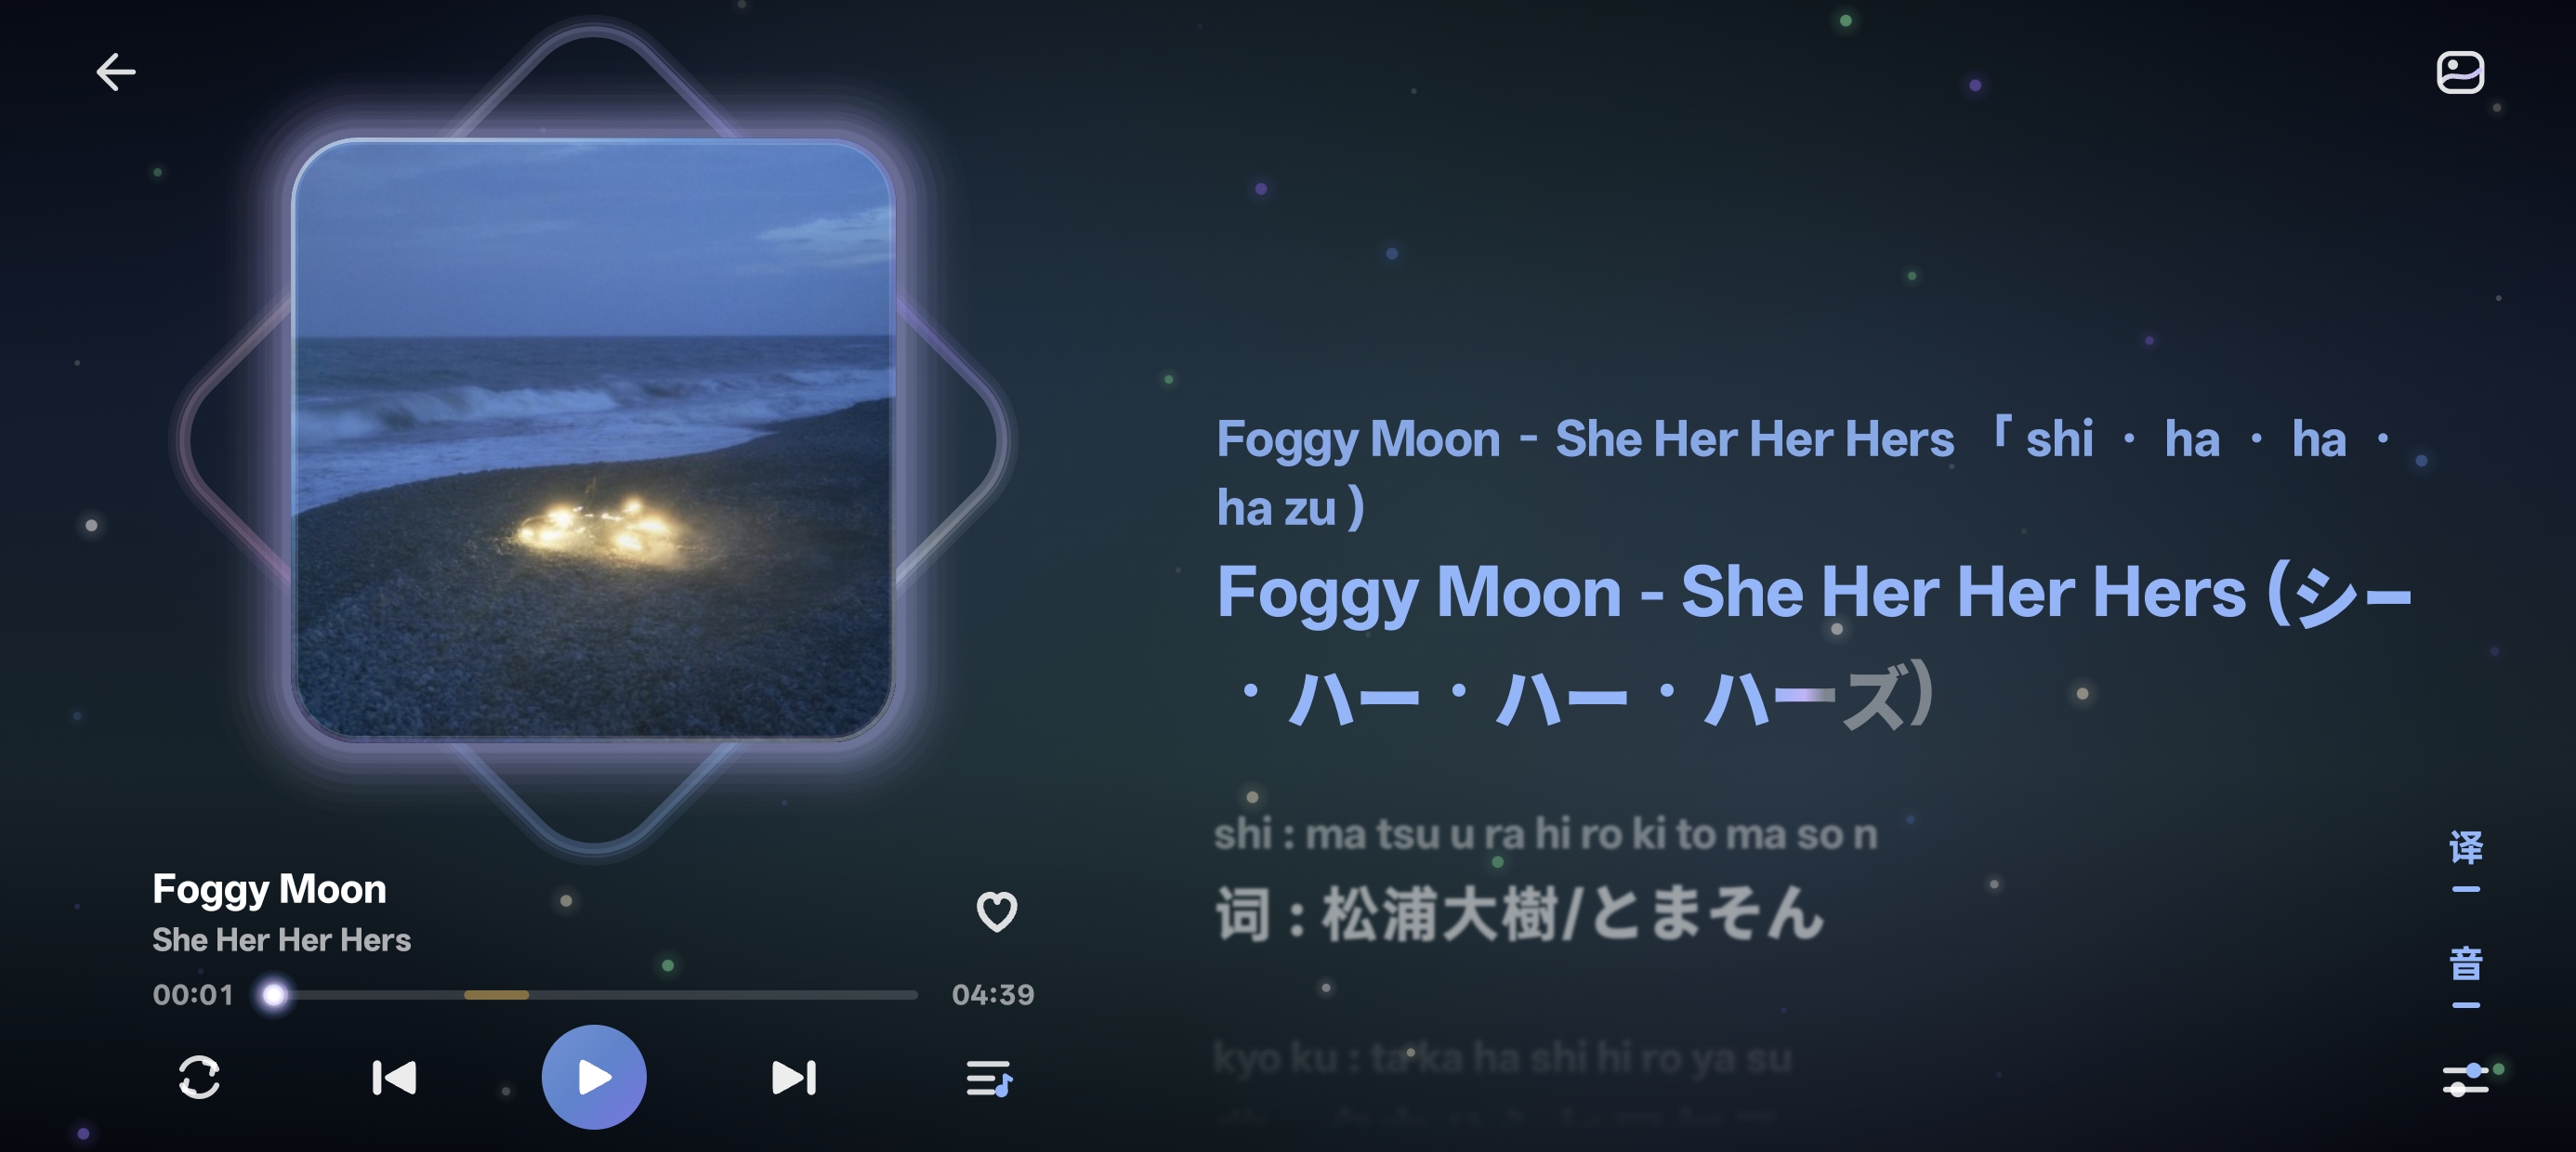 Foggy Moon - She Her Her Hers 「 shi ・ ha ・ ha ・
ha zu )
Foggy Moon - She Her Her Hers (シー
・ハー・ハー・ハーズ)
shi : ma tsu u ra hi ro ki to ma so n
词 : 松浦大樹/とまそん
kyo ku : ta ka ha shi hi ro ya su
Foggy Moon
She Her Her Hers
00:01
04:39
译
音